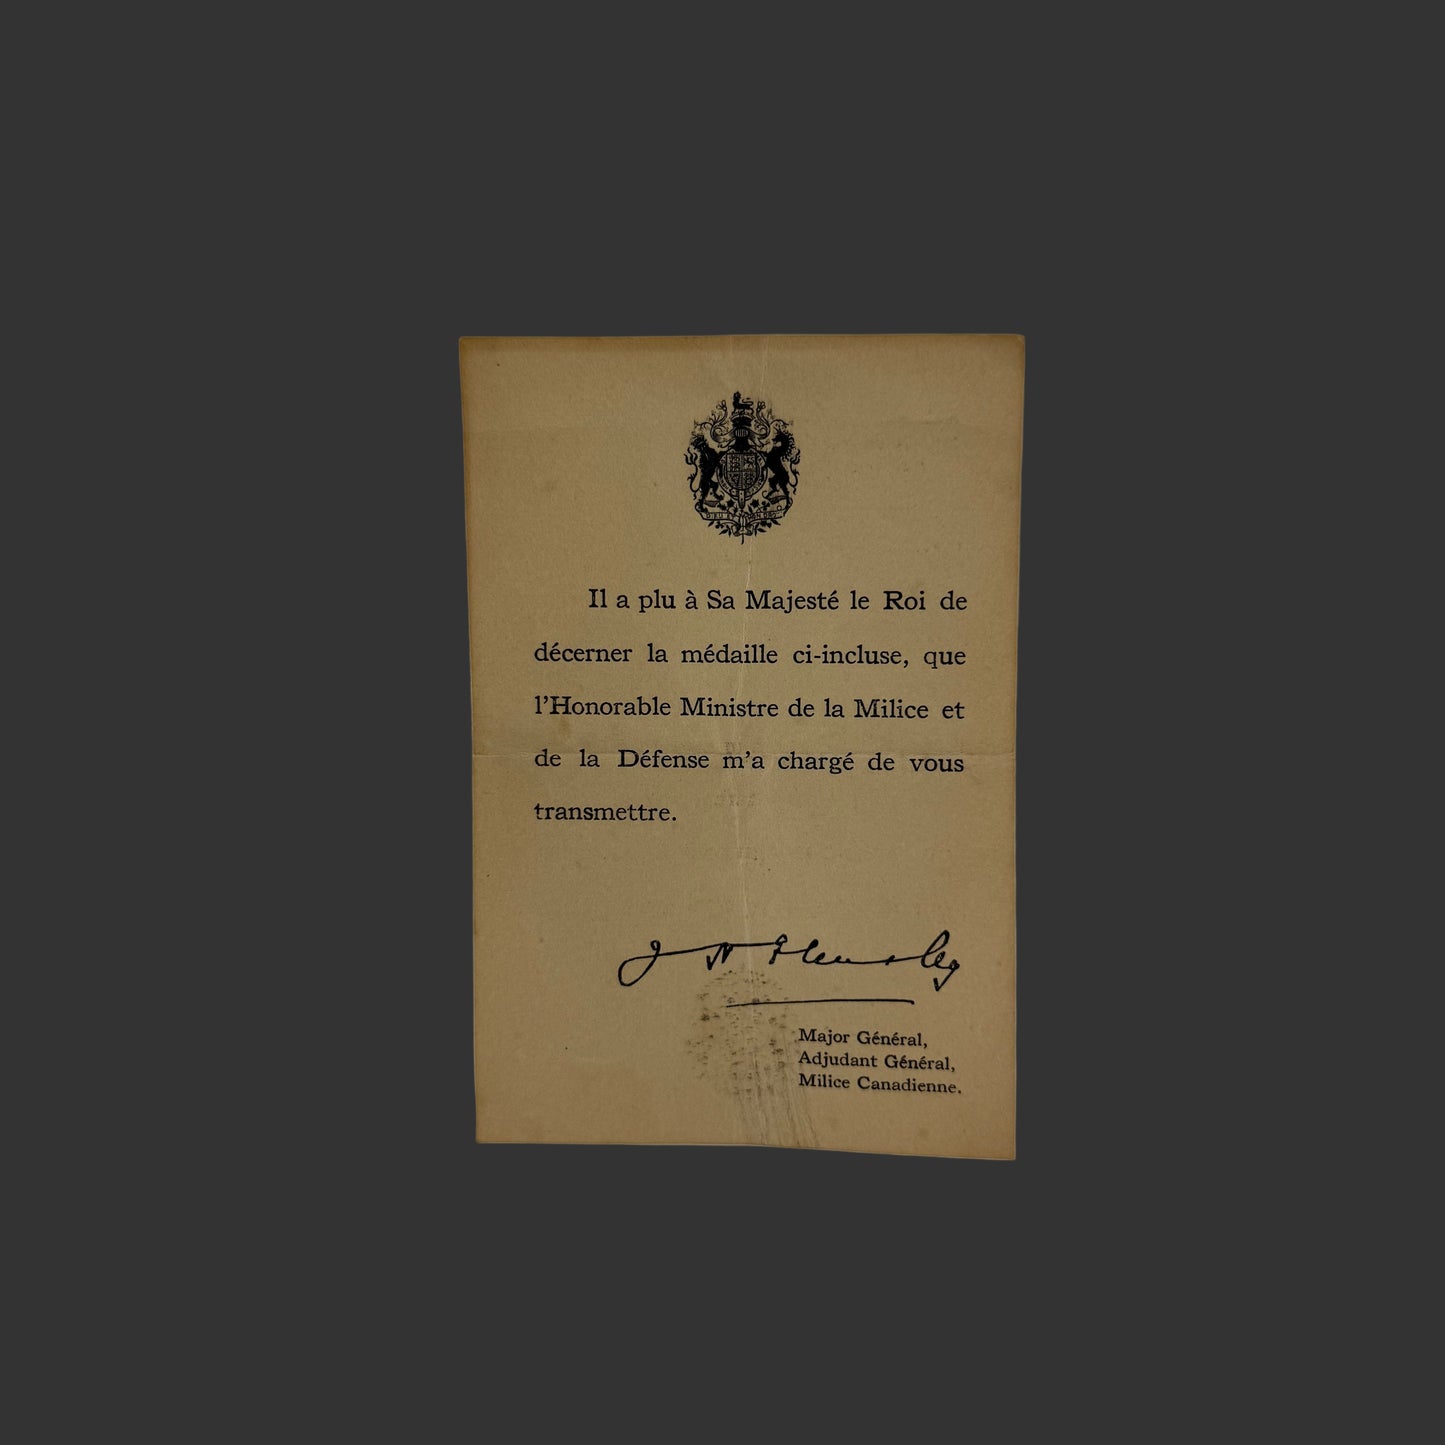 Il a plu à Sa Majesté le Roi de
décerner la médaille ci-incluse, que
l'Honorable Ministre de la Milice et
de la Défense m'a chargé de vous
transmettre.
Major Général,
Adjudant Général,
Milice Canadienne.